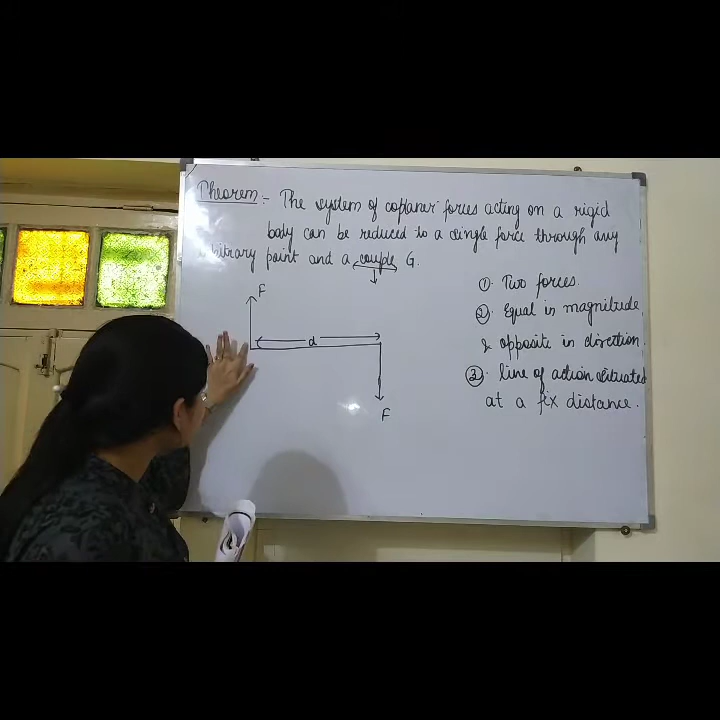 Theorem :- The system of coplaner forces acting on a rigid
body can be reduced to a single force through any
bitrary point and a couple G.
① Two forces.
② Equal in magnitude
& opposite in direction.
③ line of action situated
at a fix distance.
F
d
F